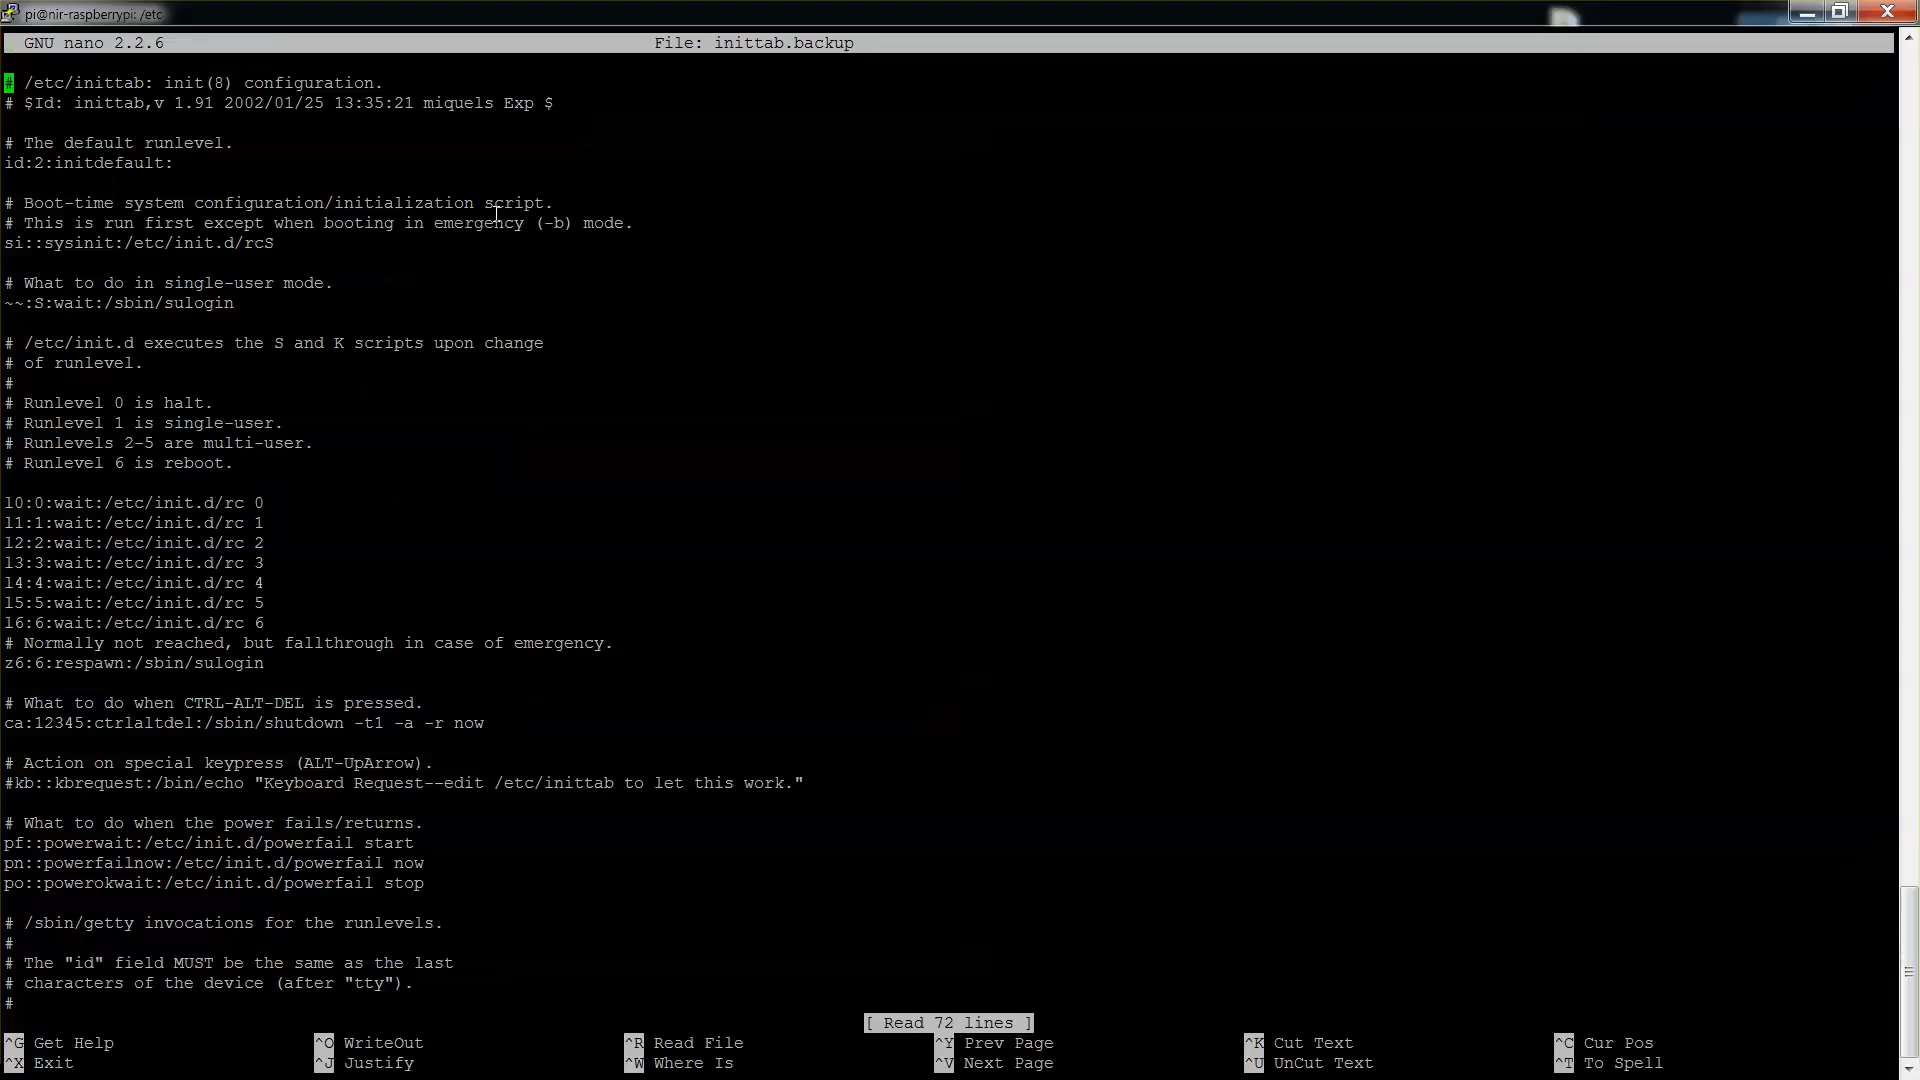 pi@nir-raspberrypi: /etc
GNU nano 2.2.6 File: inittab.backup
# /etc/inittab: init(8) configuration.
# $Id: inittab,v 1.91 2002/01/25 13:35:21 miquels Exp $
# The default runlevel.
id:2:initdefault:
# Boot-time system configuration/initialization script.
# This is run first except when booting in emergency (-b) mode.
si::sysinit:/etc/init.d/rcS
# What to do in single-user mode.
~~:S:wait:/sbin/sulogin
# /etc/init.d executes the S and K scripts upon change
# of runlevel.
#
# Runlevel 0 is halt.
# Runlevel 1 is single-user.
# Runlevels 2-5 are multi-user.
# Runlevel 6 is reboot.
l0:0:wait:/etc/init.d/rc 0
l1:1:wait:/etc/init.d/rc 1
l2:2:wait:/etc/init.d/rc 2
l3:3:wait:/etc/init.d/rc 3
l4:4:wait:/etc/init.d/rc 4
l5:5:wait:/etc/init.d/rc 5
l6:6:wait:/etc/init.d/rc 6
# Normally not reached, but fallthrough in case of emergency.
z6:6:respawn:/sbin/sulogin
# What to do when CTRL-ALT-DEL is pressed.
ca:12345:ctrlaltdel:/sbin/shutdown -t1 -a -r now
# Action on special keypress (ALT-UpArrow).
#kb::kbrequest:/bin/echo "Keyboard Request--edit /etc/inittab to let this work."
# What to do when the power fails/returns.
pf::powerwait:/etc/init.d/powerfail start
pn::powerfailnow:/etc/init.d/powerfail now
po::powerokwait:/etc/init.d/powerfail stop
# /sbin/getty invocations for the runlevels.
#
# The "id" field MUST be the same as the last
# characters of the device (after "tty").
#
[ Read 72 lines ]
^G Get Help ^O WriteOut ^R Read File ^Y Prev Page ^K Cut Text ^C Cur Pos
^X Exit ^J Justify ^W Where Is ^V Next Page ^U UnCut Text ^T To Spell